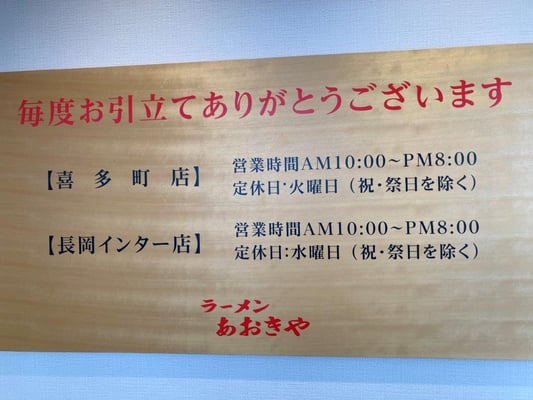 毎度お引立てありがとうございます
【喜多町店】 営業時間AM10:00〜PM8:00
定休日:火曜日(祝・祭日を除く)
【長岡インター店】 営業時間AM10:00〜PM8:00
定休日:水曜日(祝・祭日を除く)
ラーメン
あおきや